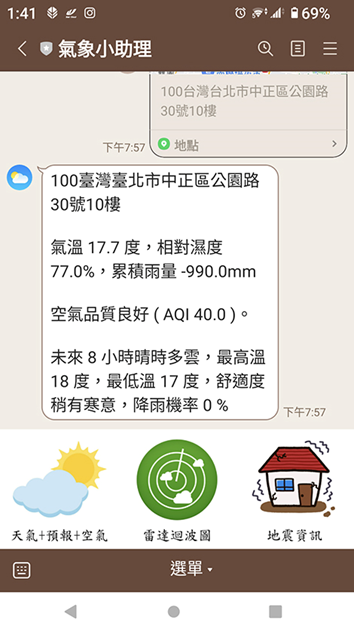 1:41
69%
氣象小助理
100台灣台北市中正區公園路
30號10樓
下午7:57
地點
100臺灣臺北市中正區公園路
30號10樓
氣溫 17.7 度，相對濕度
77.0%，累積雨量 -990.0mm
空氣品質良好 ( AQI 40.0 )。
未來 8 小時晴時多雲，最高溫
18 度，最低溫 17 度，舒適度
稍有寒意，降雨機率 0 %
下午7:57
天氣+預報+空氣
雷達迴波圖
地震資訊
選單